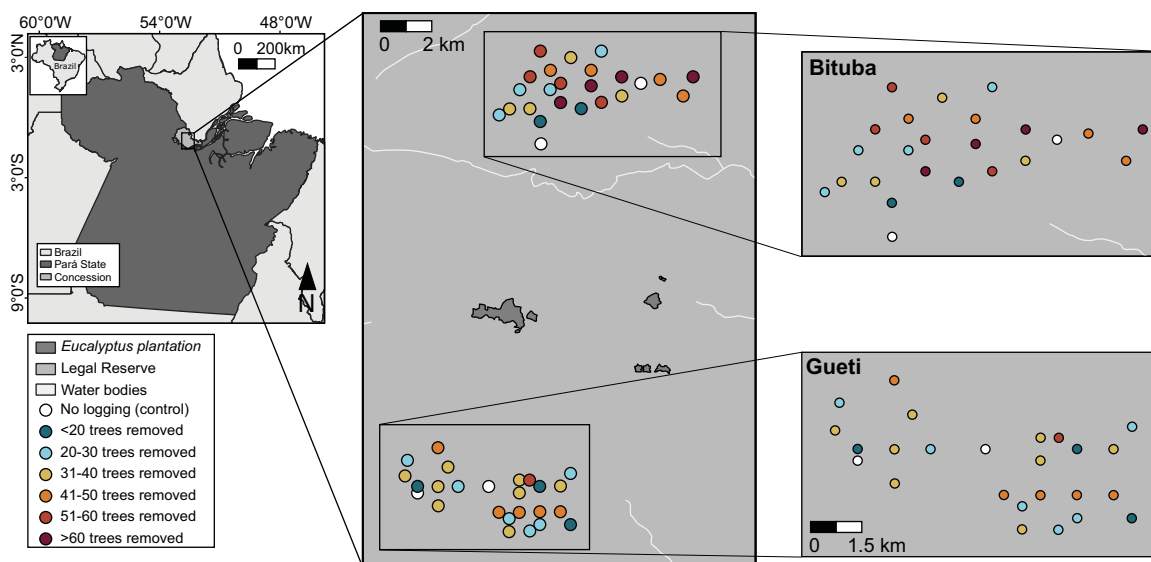 60°0'W 54°0'W 48°0'W
3°0'N
3°0'S
9°0'S
Brazil
0 200km
Brazil
Pará State
Concession
N
Eucalyptus plantation
Legal Reserve
Water bodies
No logging (control)
<20 trees removed
20-30 trees removed
31-40 trees removed
41-50 trees removed
51-60 trees removed
>60 trees removed
0 2 km
Bituba
Gueti
0 1.5 km